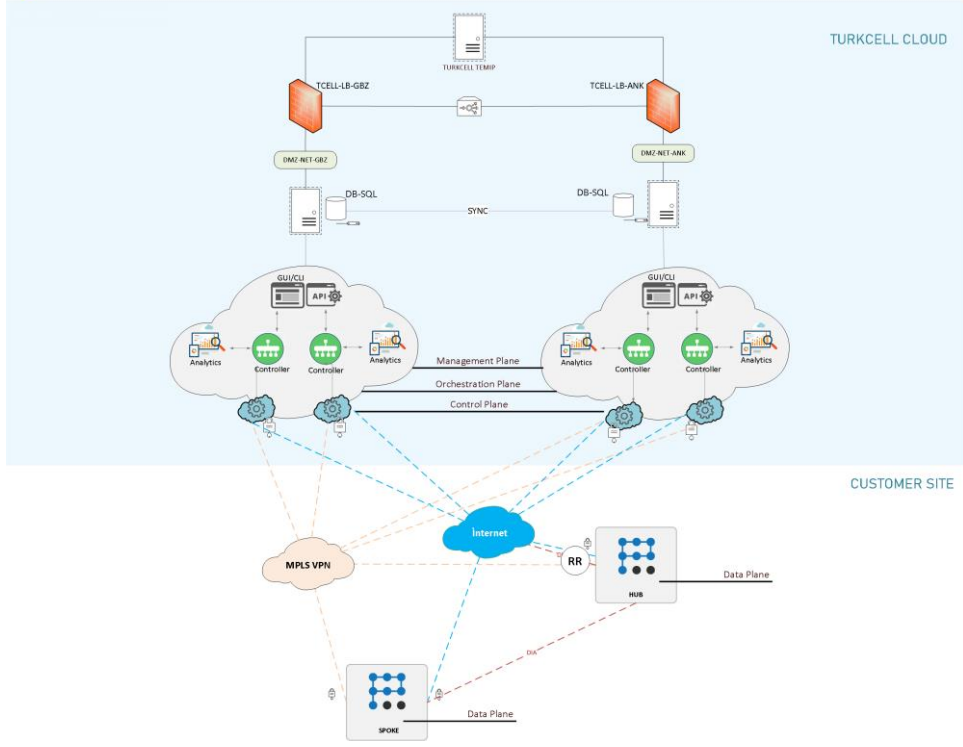 TURKCELL CLOUD
TURKCELL TEMIP
TCELL-LB-GBZ
TCELL-LB-ANK
DMZ-NET-GBZ
DMZ-NET-ANK
DB-SQL
DB-SQL
SYNC
GUI/CLI
GUI/CLI
API
API
Analytics
Controller
Controller
Analytics
Analytics
Controller
Controller
Analytics
Management Plane
Orchestration Plane
Control Plane
CUSTOMER SITE
Internet
MPLS VPN
RR
Data Plane
HUB
DIA
Data Plane
SPOKE